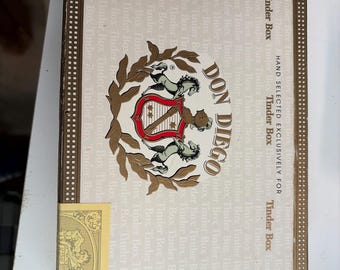 DON DIEGO
HAND SELECTED EXCLUSIVELY FOR
Tinder Box
Tinder Box
Tinder Box